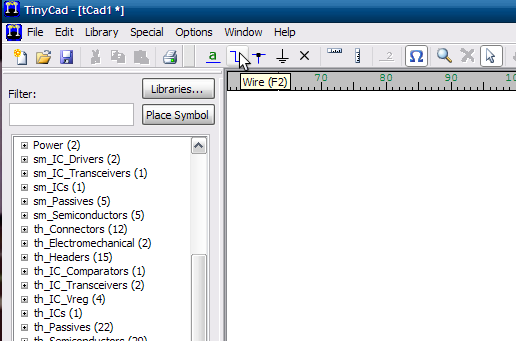 TinyCad - [tCad1 *]
File Edit Library Special Options Window Help
a ..2 Ω
Filter: Libraries...
Place Symbol
70 80 90
Wire (F2)
Power (2)
sm_IC_Drivers (2)
sm_IC_Transceivers (1)
sm_ICs (1)
sm_Passives (5)
sm_Semiconductors (5)
th_Connectors (12)
th_Electromechanical (2)
th_Headers (15)
th_IC_Comparators (1)
th_IC_Transceivers (2)
th_IC_Vreg (4)
th_ICs (1)
th_Passives (22)
th_Semiconductors (29)